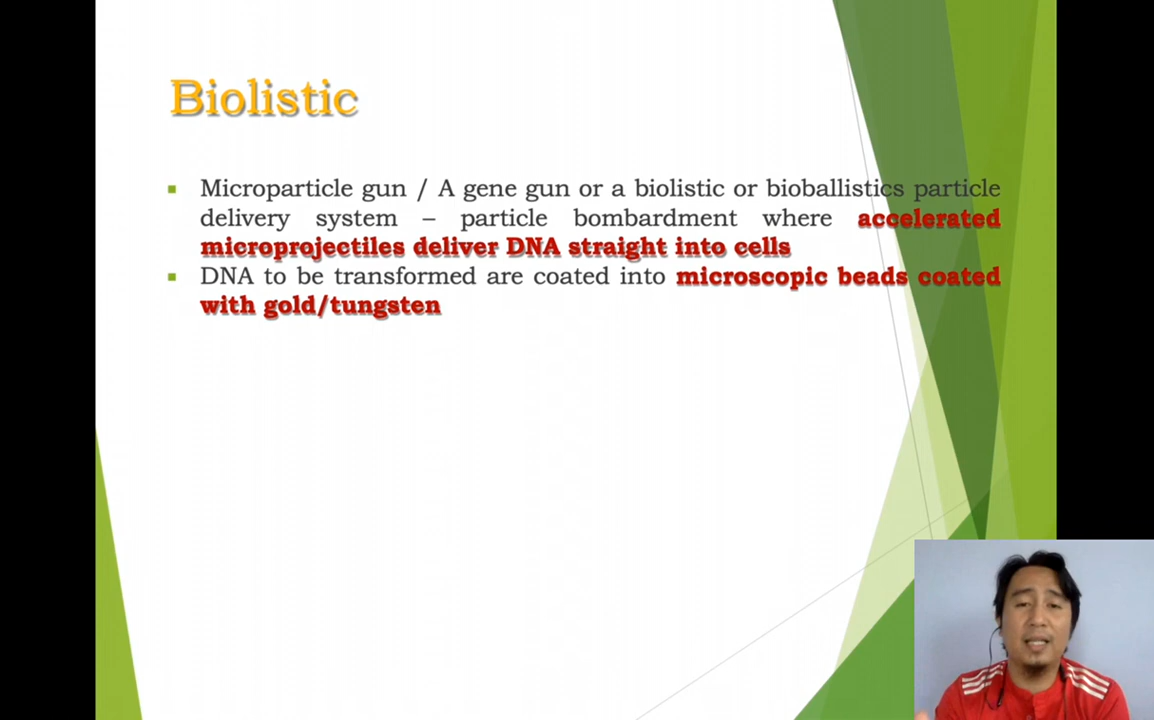 Biolistic
Microparticle gun / A gene gun or a biolistic or bioballistics particle
delivery system – particle bombardment where accelerated
microprojectiles deliver DNA straight into cells
DNA to be transformed are coated into microscopic beads coated
with gold/tungsten